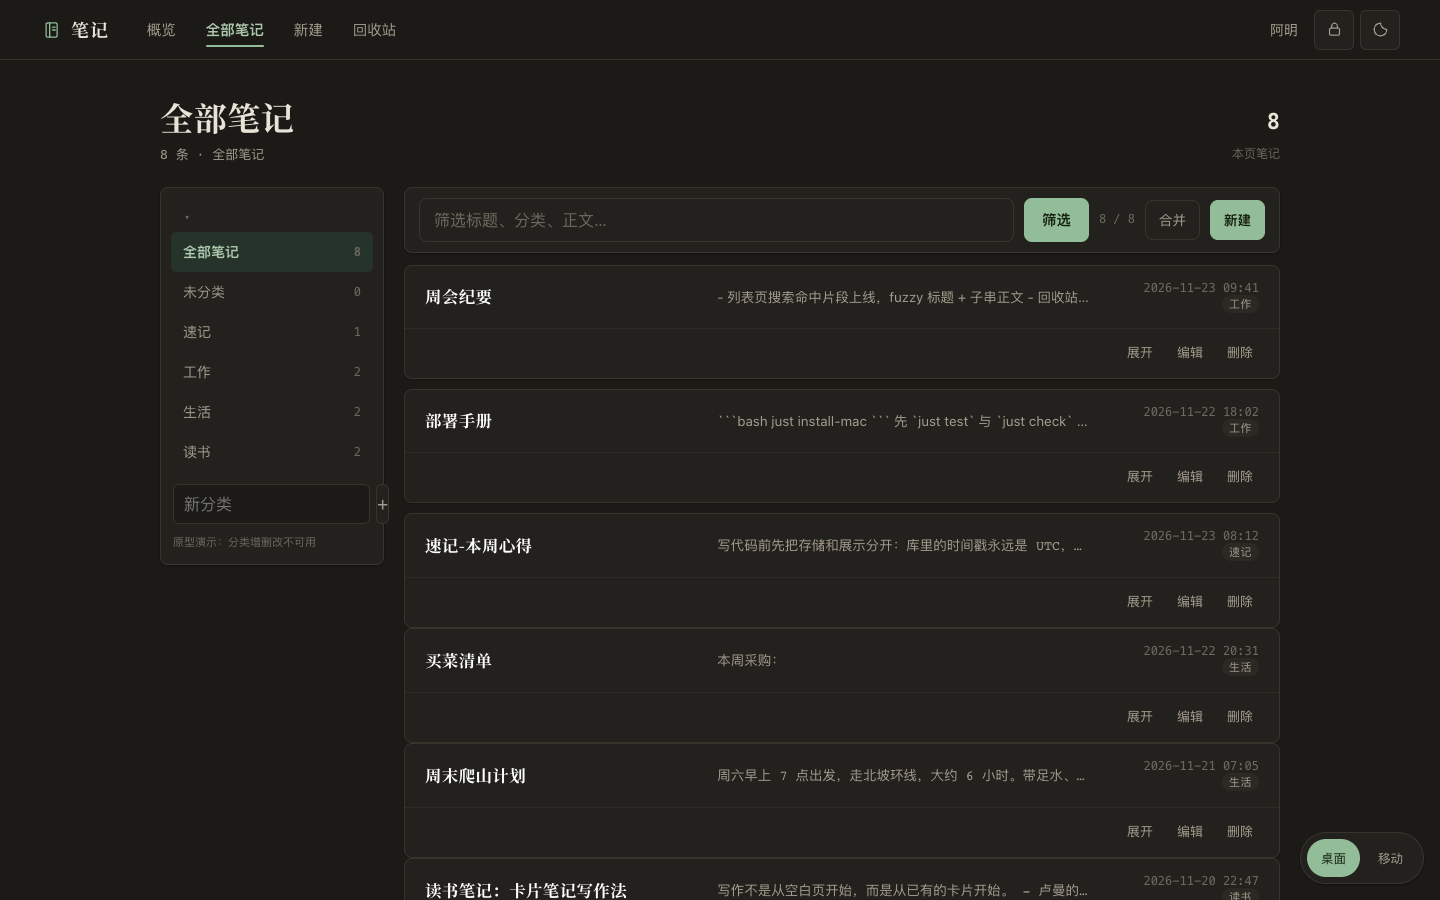 笔记
概览
全部笔记
新建
回收站
阿明
全部笔记
8 条 · 全部笔记
8
本页笔记
全部笔记 8
未分类 0
速记 1
工作 2
生活 2
读书 2
新分类
+
原型演示：分类增删改不可用
筛选标题、分类、正文…
筛选
8 / 8
合并
新建
周会纪要
- 列表页搜索命中片段上线，fuzzy 标题 + 子串正文 - 回收站…
2026-11-23 09:41
工作
展开 编辑 删除
部署手册
```bash just install-mac ``` 先 `just test` 与 `just check` …
2026-11-22 18:02
工作
展开 编辑 删除
速记-本周心得
写代码前先把存储和展示分开：库里的时间戳永远是 UTC，…
2026-11-23 08:12
速记
展开 编辑 删除
买菜清单
本周采购：
2026-11-22 20:31
生活
展开 编辑 删除
周末爬山计划
周六早上 7 点出发，走北坡环线，大约 6 小时。带足水、…
2026-11-21 07:05
生活
展开 编辑 删除
读书笔记：卡片笔记写作法
写作不是从空白页开始，而是从已有的卡片开始。 — 卢曼的…
2026-11-20 22:47
读书
桌面
移动